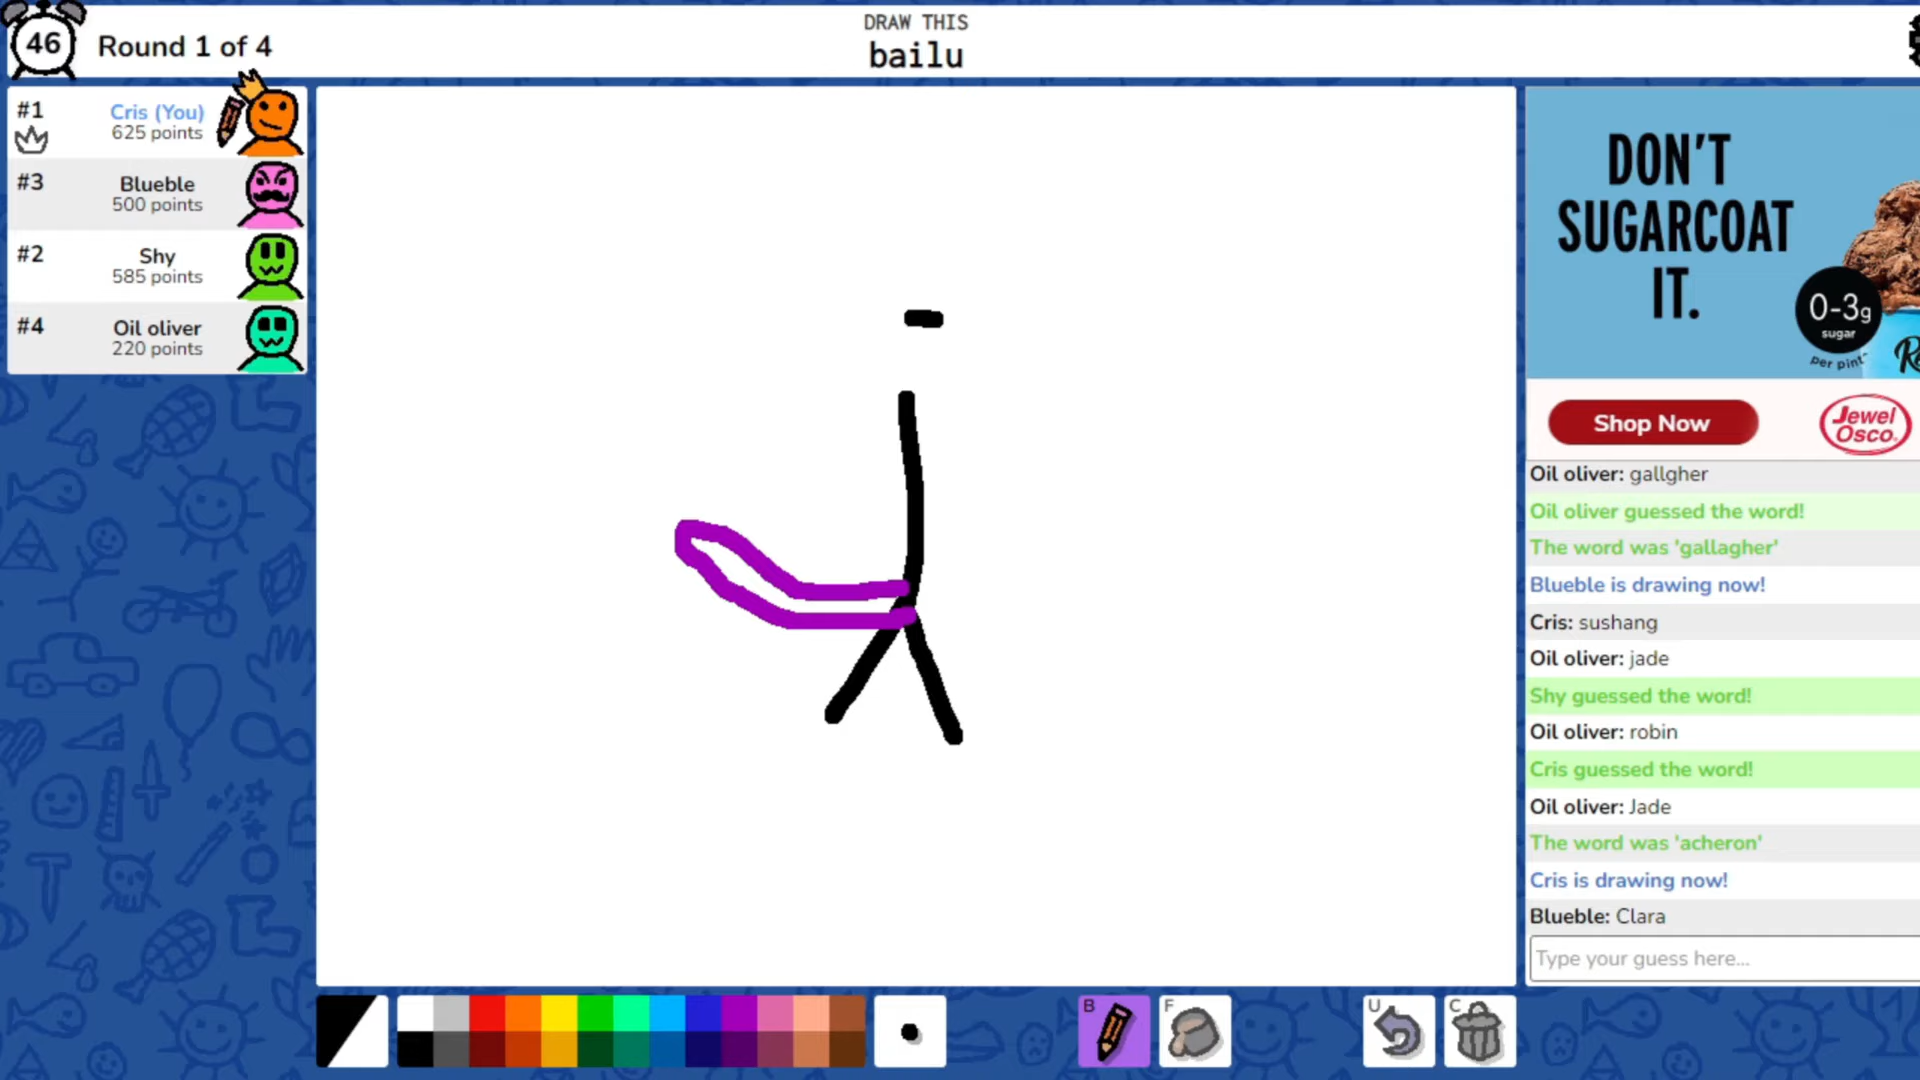 46
Round 1 of 4
DRAW THIS
bailu
#1
Cris (You)
625 points
#3
Blueble
500 points
#2
Shy
585 points
#4
Oil oliver
220 points
DON'T
SUGARCOAT
IT.
0-3g
sugar
per pint*
Shop Now
Jewel
Osco
Oil oliver: gallgher
Oil oliver guessed the word!
The word was 'gallagher'
Blueble is drawing now!
Cris: sushang
Oil oliver: jade
Shy guessed the word!
Oil oliver: robin
Cris guessed the word!
Oil oliver: Jade
The word was 'acheron'
Cris is drawing now!
Blueble: Clara
Type your guess here...
B
F
U
C